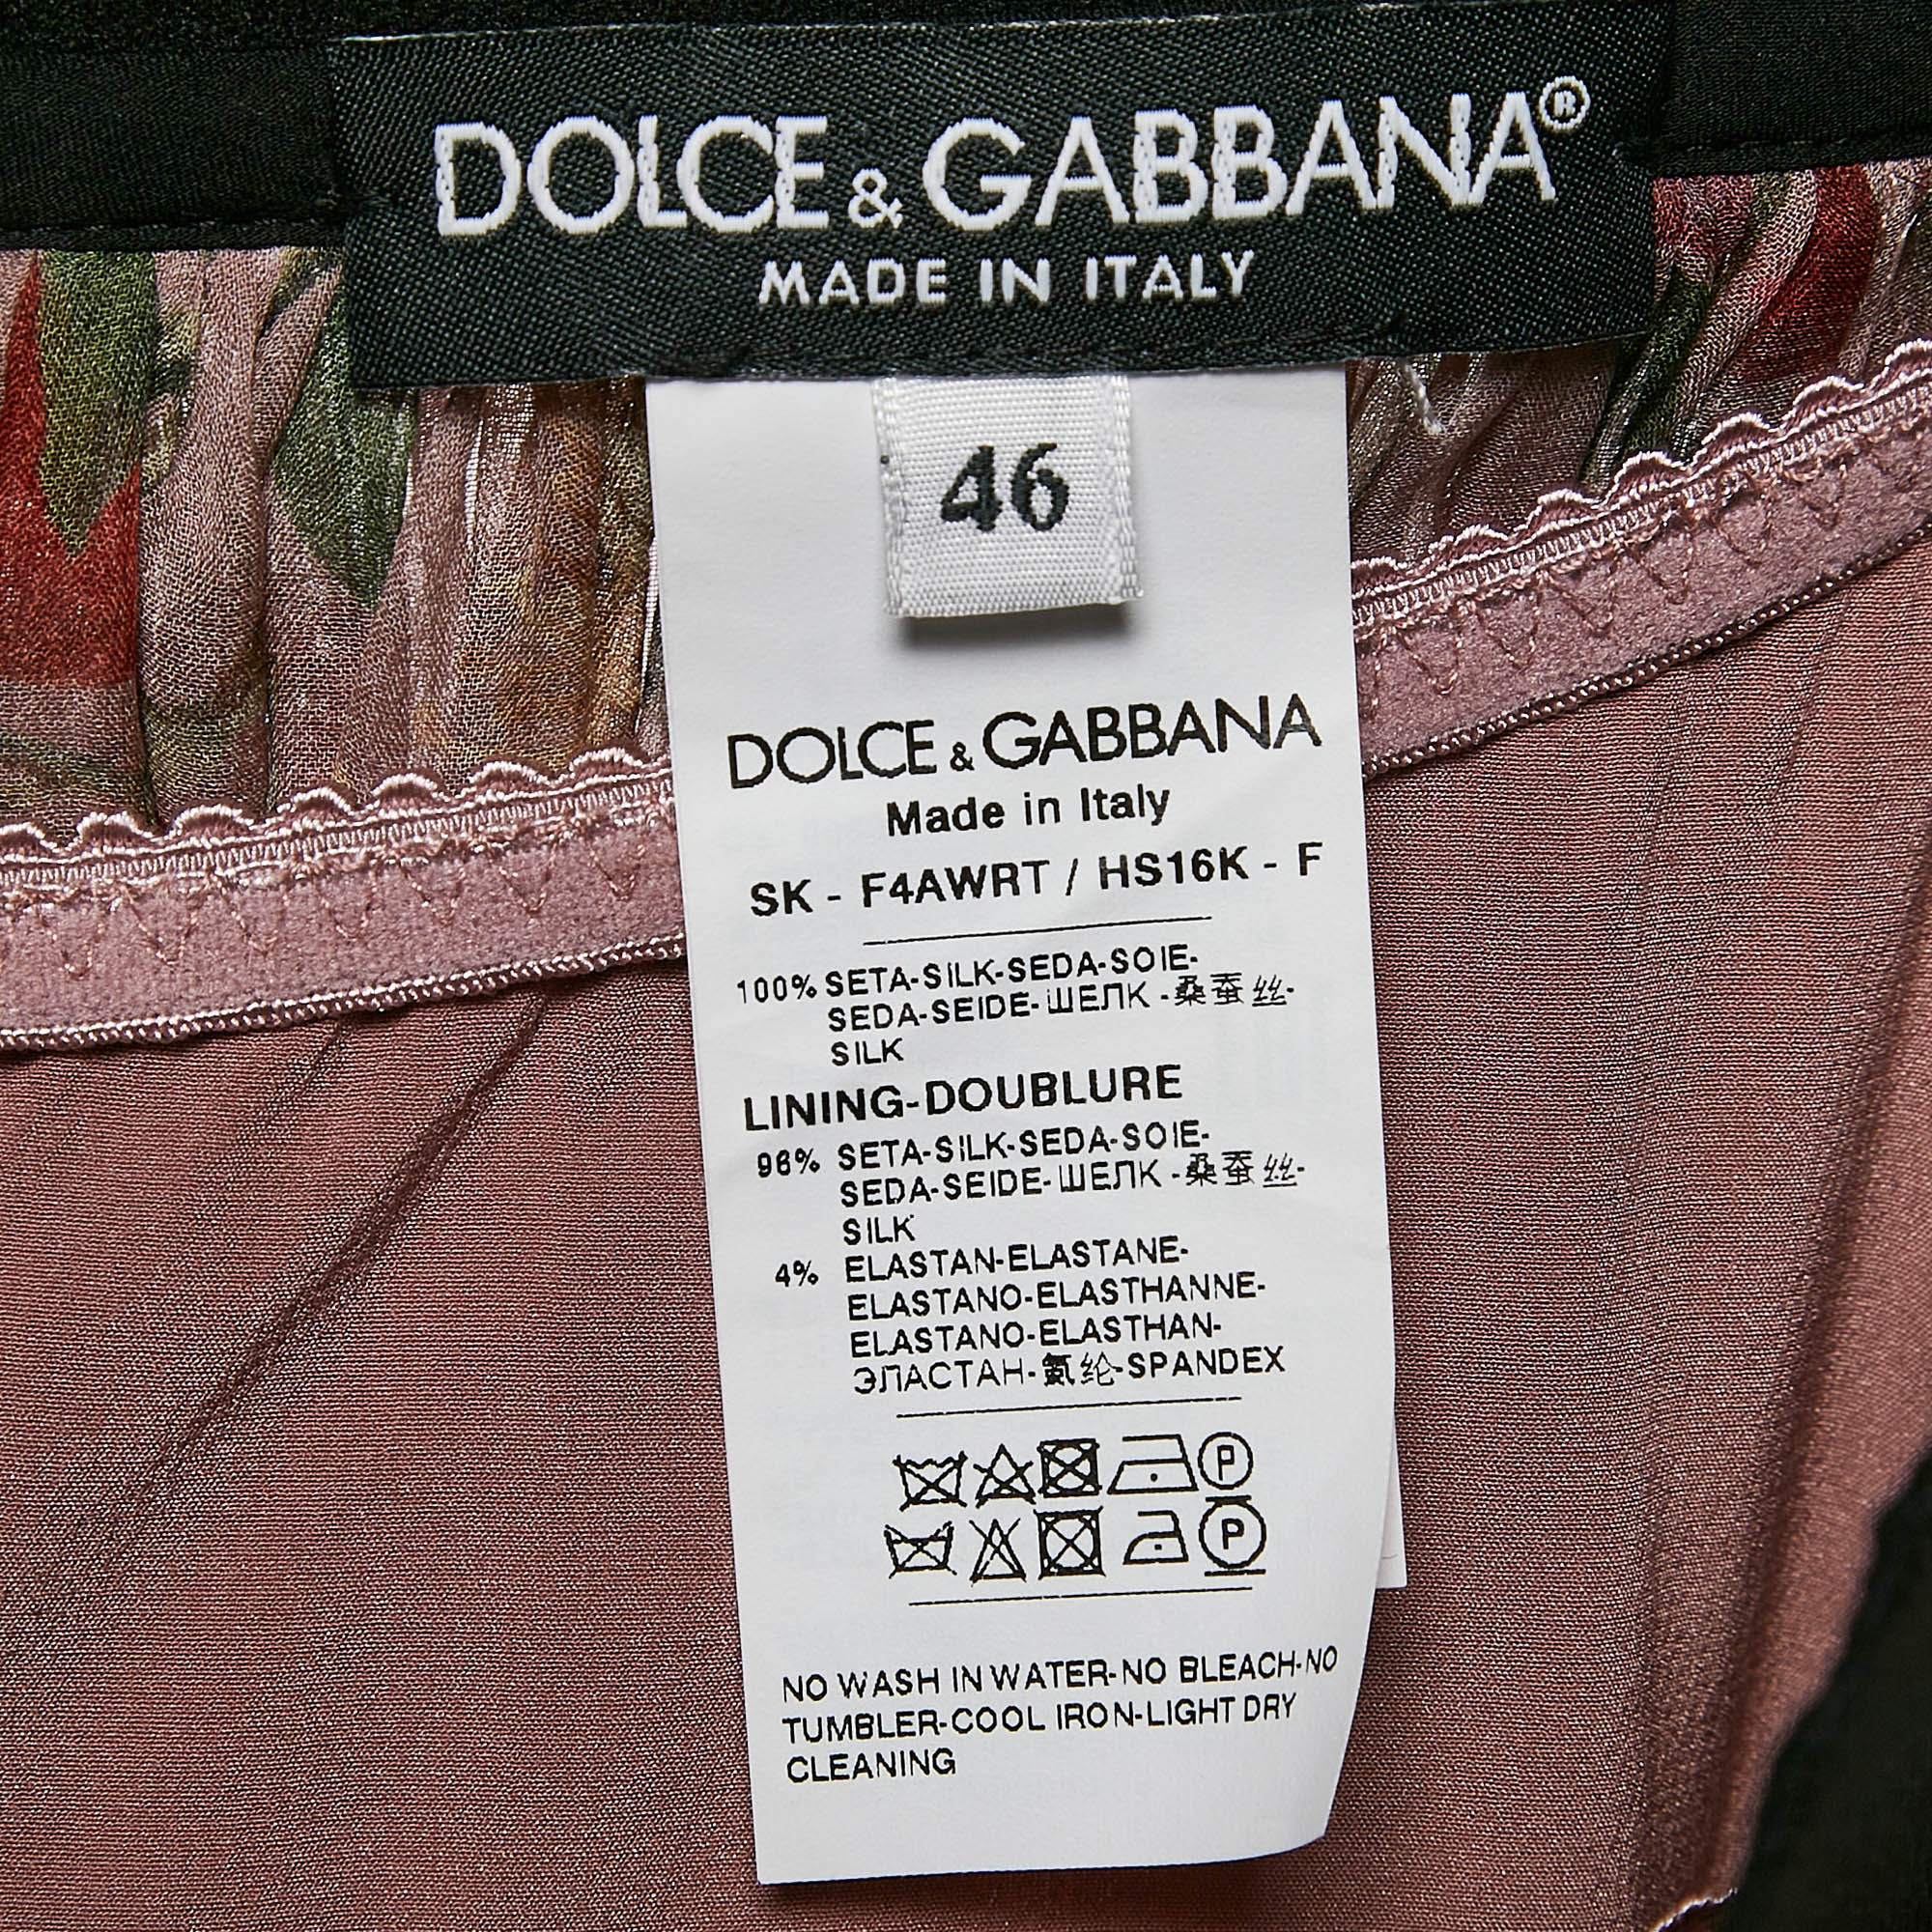 DOLCE & GABBANA®
MADE IN ITALY
46
DOLCE & GABBANA
Made in Italy
SK - F4AWRT / HS16K - F
100% SETA-SILK-SEDA-SOIE-
SEDA-SEIDE-ШЕЛК -桑蚕丝-
SILK
LINING-DOUBLURE
96% SETA-SILK-SEDA-SOIE-
SEDA-SEIDE-ШЕЛК -桑蚕丝-
SILK
4% ELASTAN-ELASTANE-
ELASTANO-ELASTHANNE-
ELASTANO-ELASTHAN-
ЭЛАСТАН-氨纶-SPANDEX
P
P
NO WASH IN WATER-NO BLEACH-NO
TUMBLER-COOL IRON-LIGHT DRY
CLEANING